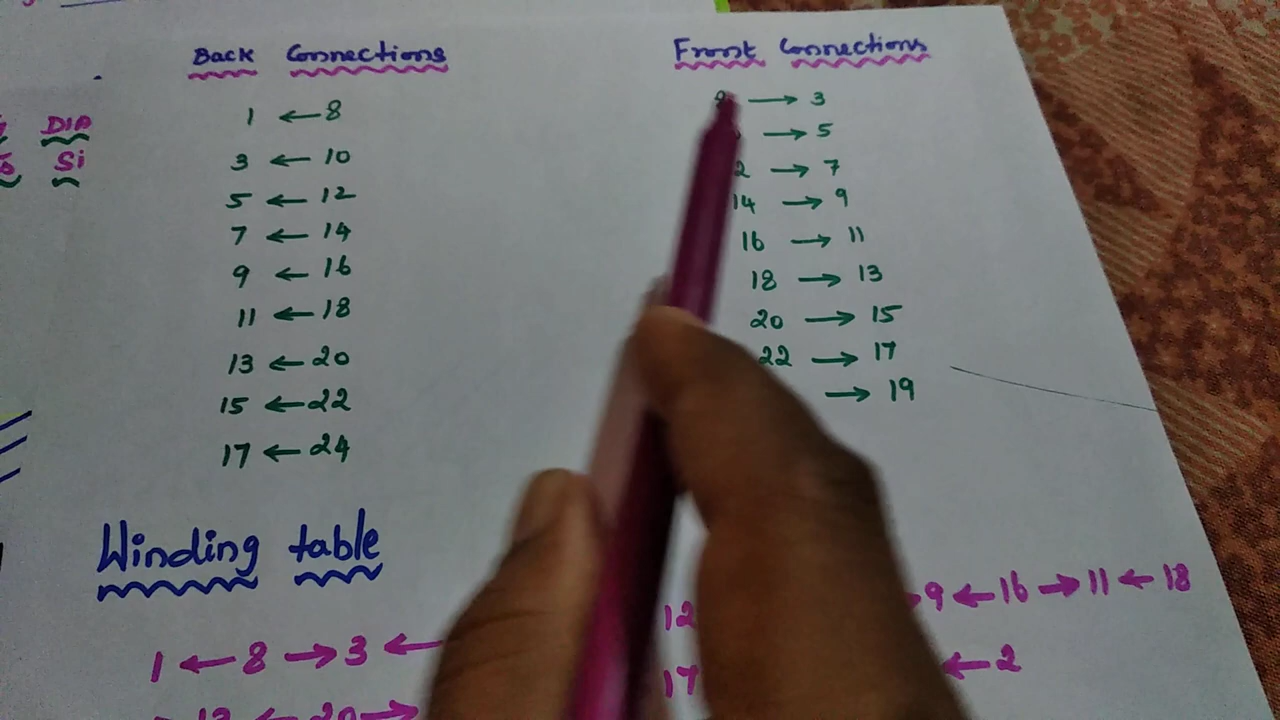 Back Connections
1 ← 8
3 ← 10
5 ← 12
7 ← 14
9 ← 16
11 ← 18
13 ← 20
15 ← 22
17 ← 24
Front Connections
→ 3
→ 5
→ 7
14 → 9
16 → 11
18 → 13
20 → 15
22 → 17
→ 19
DIA
Si
Winding table
1 ← 8 → 3 ←
12
9 ← 16 → 11 ← 18
← 20 →
17
← 2